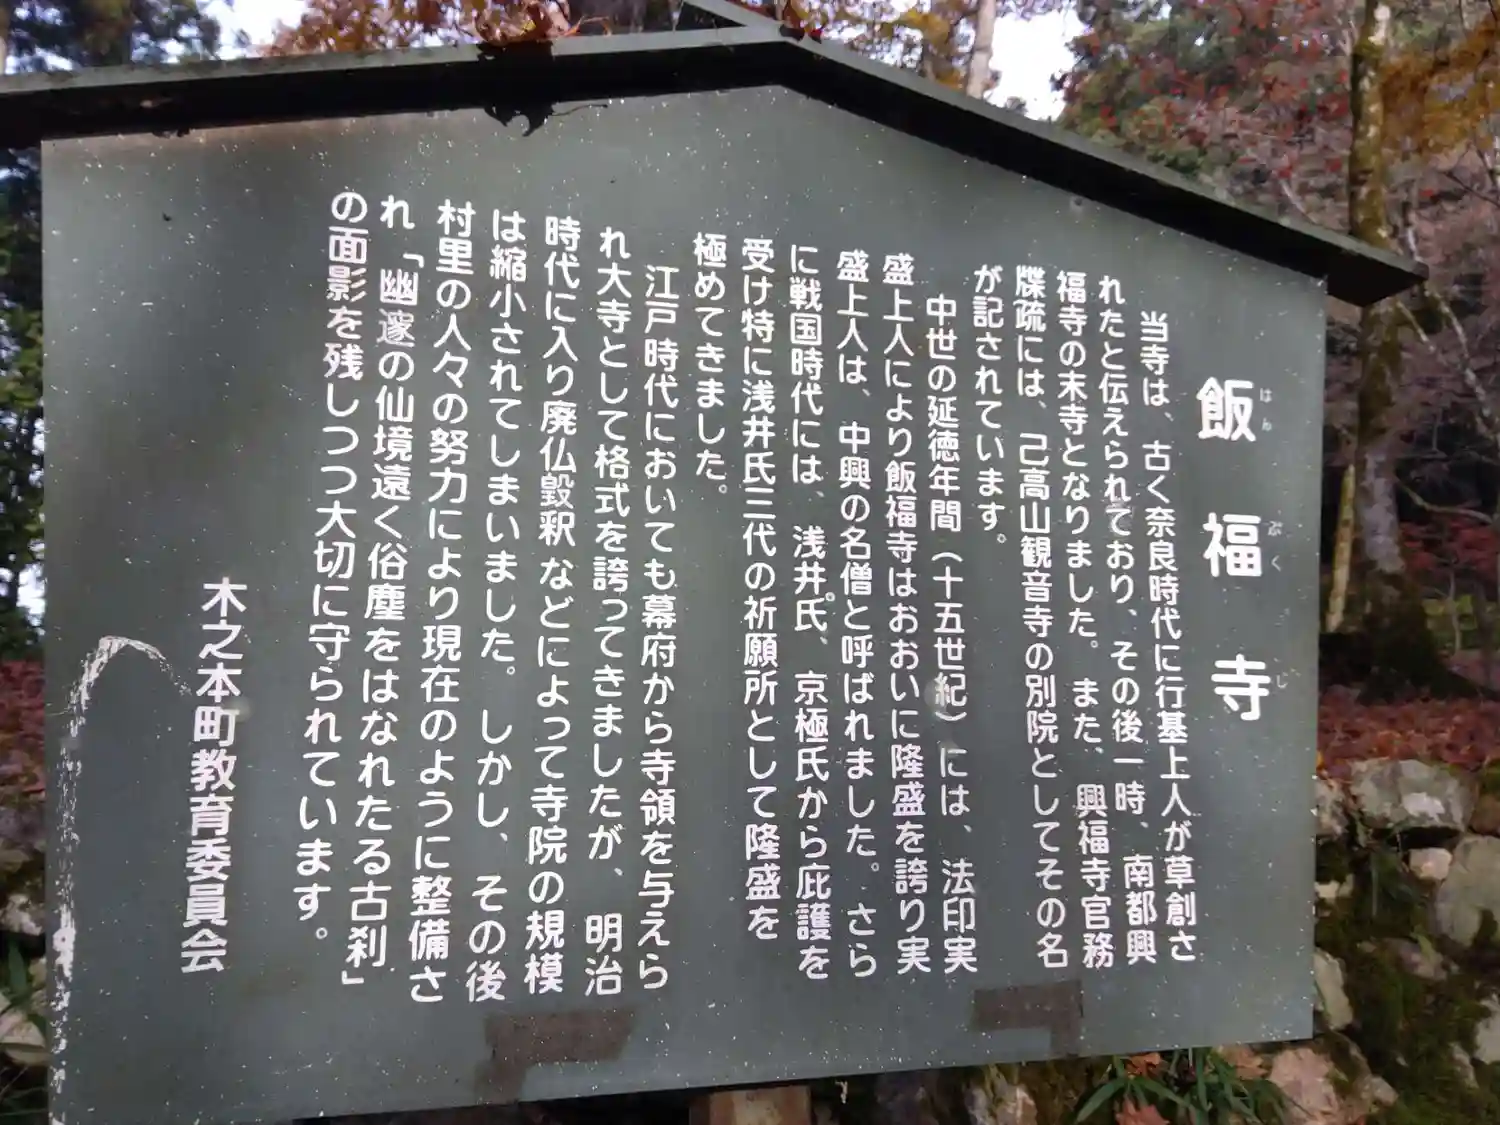 飯福寺
はんぷくじ
当寺は、古く奈良時代に行基上人が草創さ
れたと伝えられており、その後一時、南都興
福寺の末寺となりました。また、興福寺官務
牒疏には、己高山観音寺の別院としてその名
が記されています。
中世の延徳年間（十五世紀）には、法印実
盛上人により飯福寺はおおいに隆盛を誇り実
盛上人は、中興の名僧と呼ばれました。さら
に戦国時代には、浅井氏、京極氏から庇護を
受け特に浅井氏三代の祈願所として隆盛を
極めてきました。
江戸時代においても幕府から寺領を与えら
れ大寺として格式を誇ってきましたが、明治
時代に入り廃仏毀釈などによって寺院の規模
は縮小されてしまいました。しかし、その後
村里の人々の努力により現在のように整備さ
れ「幽邃の仙境遠く俗塵をはなれたる古刹」
の面影を残しつつ大切に守られています。
木之本町教育委員会